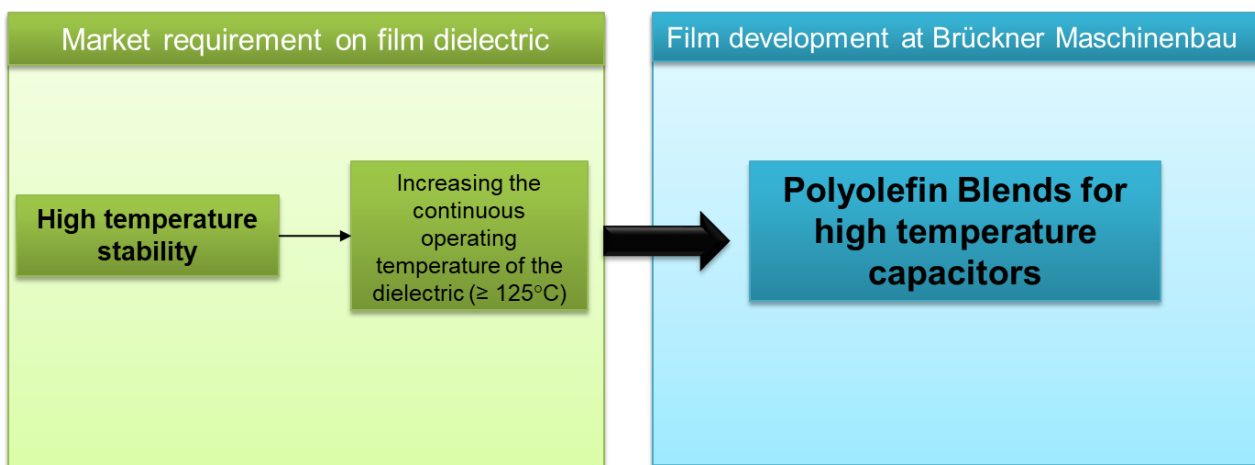 Market requirement on film dielectric
Film development at Brückner Maschinenbau
High temperature
stability
Increasing the
continuous
operating
temperature of the
dielectric (≥ 125°C)
Polyolefin Blends for
high temperature
capacitors